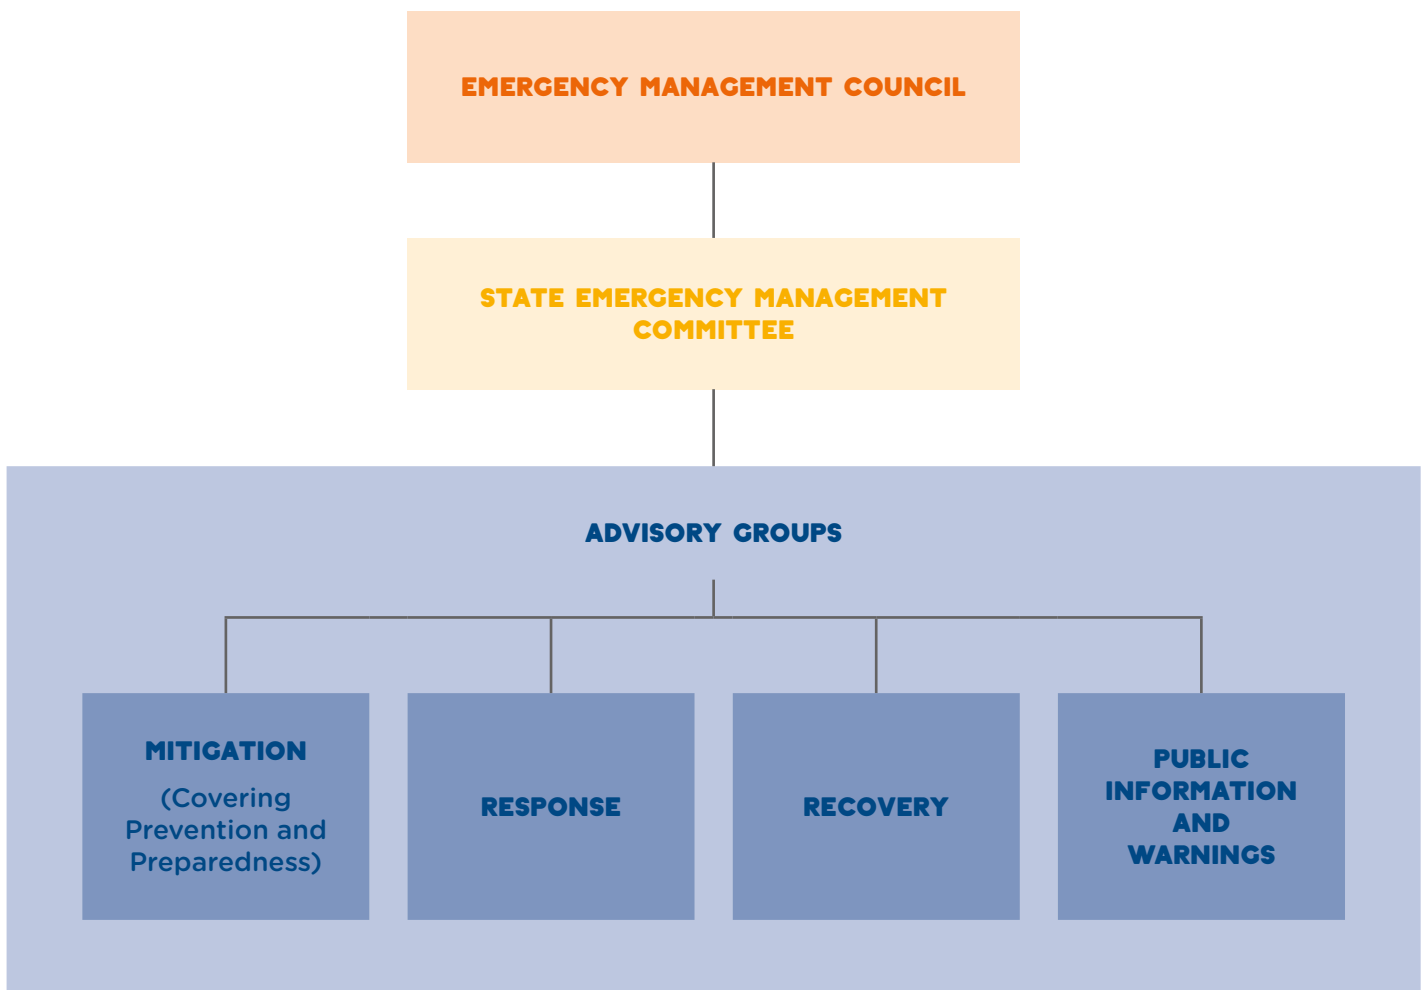 EMERGENCY MANAGEMENT COUNCIL
STATE EMERGENCY MANAGEMENT
COMMITTEE
ADVISORY GROUPS
MITIGATION
(Covering
Prevention and
Preparedness)
RESPONSE
RECOVERY
PUBLIC
INFORMATION
AND
WARNINGS